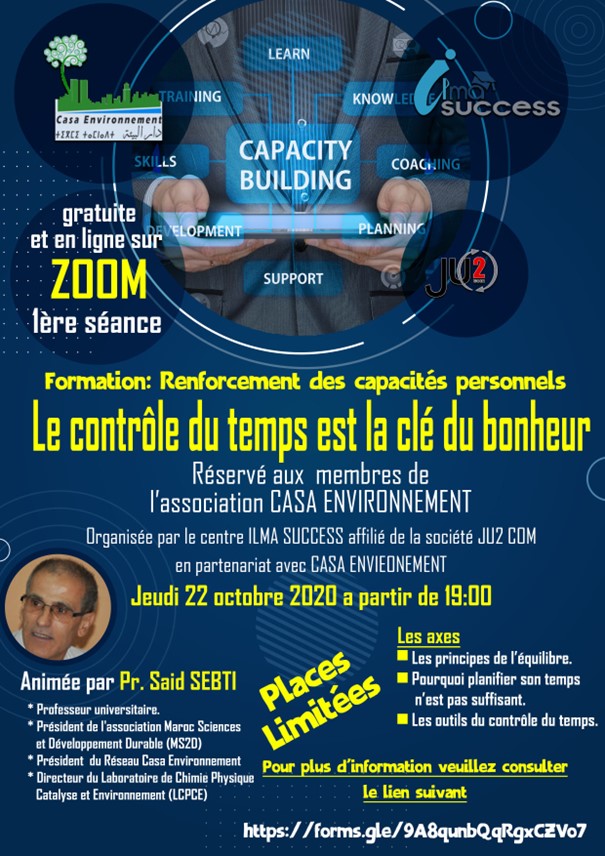 Casa Environnement
ⵜⵉⴳⵎⵉ ⵜⴰⵎⵙⴰⵏⴰⵜ دار البيئة
ilma
success
LEARN
TRAINING
KNOWLEDGE
SKILLS
CAPACITY
BUILDING
COACHING
DEVELOPMENT
PLANNING
SUPPORT
JU2
gratuite
et en ligne sur
ZOOM
1ère séance
Formation: Renforcement des capacités personnels
Le contrôle du temps est la clé du bonheur
Réservé aux membres de
l'association CASA ENVIRONNEMENT
Organisée par le centre ILMA SUCCESS affilié de la société JU2 COM
en partenariat avec CASA ENVIEONEMENT
Jeudi 22 octobre 2020 a partir de 19:00
Les axes
Les principes de l'équilibre.
Pourquoi planifier son temps
n'est pas suffisant.
Les outils du contrôle du temps.
Places
Limitées
Animée par Pr. Said SEBTI
* Professeur universitaire.
* Président de l'association Maroc Sciences
et Développement Durable (MS2D)
* Président du Réseau Casa Environnement
* Directeur du Laboratoire de Chimie Physique
Catalyse et Environnement (LCPCE)
Pour plus d'information veuillez consulter
le lien suivant
https://forms.gle/9A8qunbQqRgxCZVo7